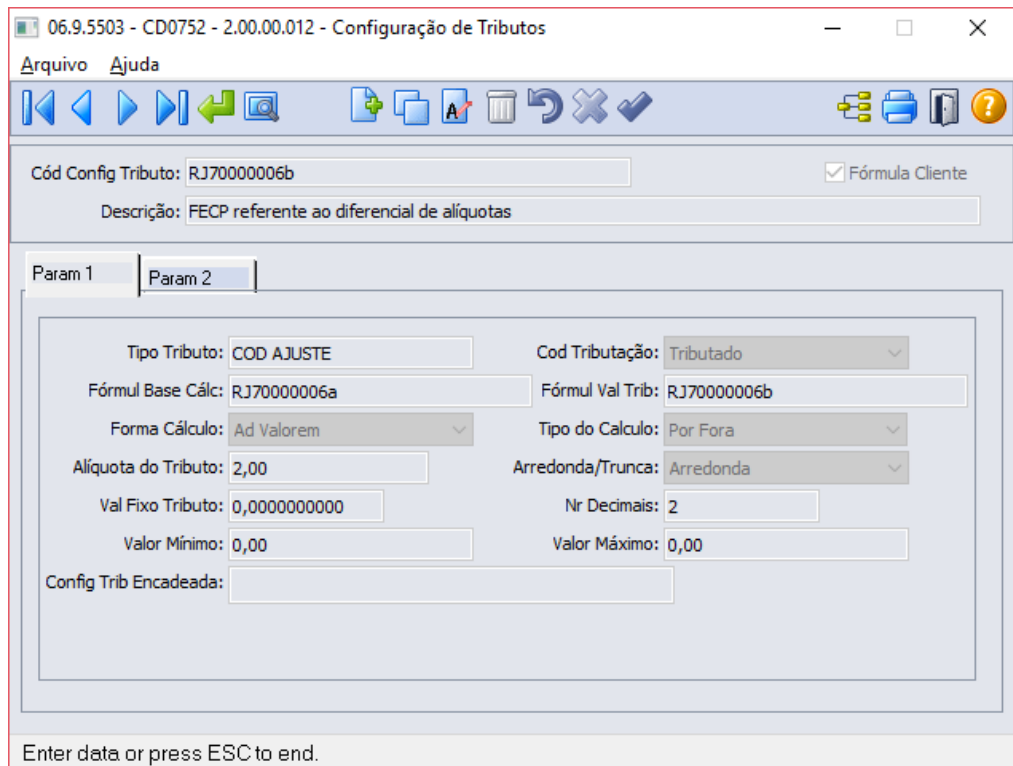 06.9.5503 - CD0752 - 2.00.00.012 - Configuração de Tributos
Arquivo Ajuda
Cód Config Tributo: RJ70000006b Fórmula Cliente
Descrição: FECP referente ao diferencial de alíquotas
Param 1 Param 2
Tipo Tributo: COD AJUSTE Cod Tributação: Tributado
Fórmul Base Cálc: RJ70000006a Fórmul Val Trib: RJ70000006b
Forma Cálculo: Ad Valorem Tipo do Calculo: Por Fora
Alíquota do Tributo: 2,00 Arredonda/Trunca: Arredonda
Val Fixo Tributo: 0,0000000000 Nr Decimais: 2
Valor Mínimo: 0,00 Valor Máximo: 0,00
Config Trib Encadeada:
Enter data or press ESC to end.